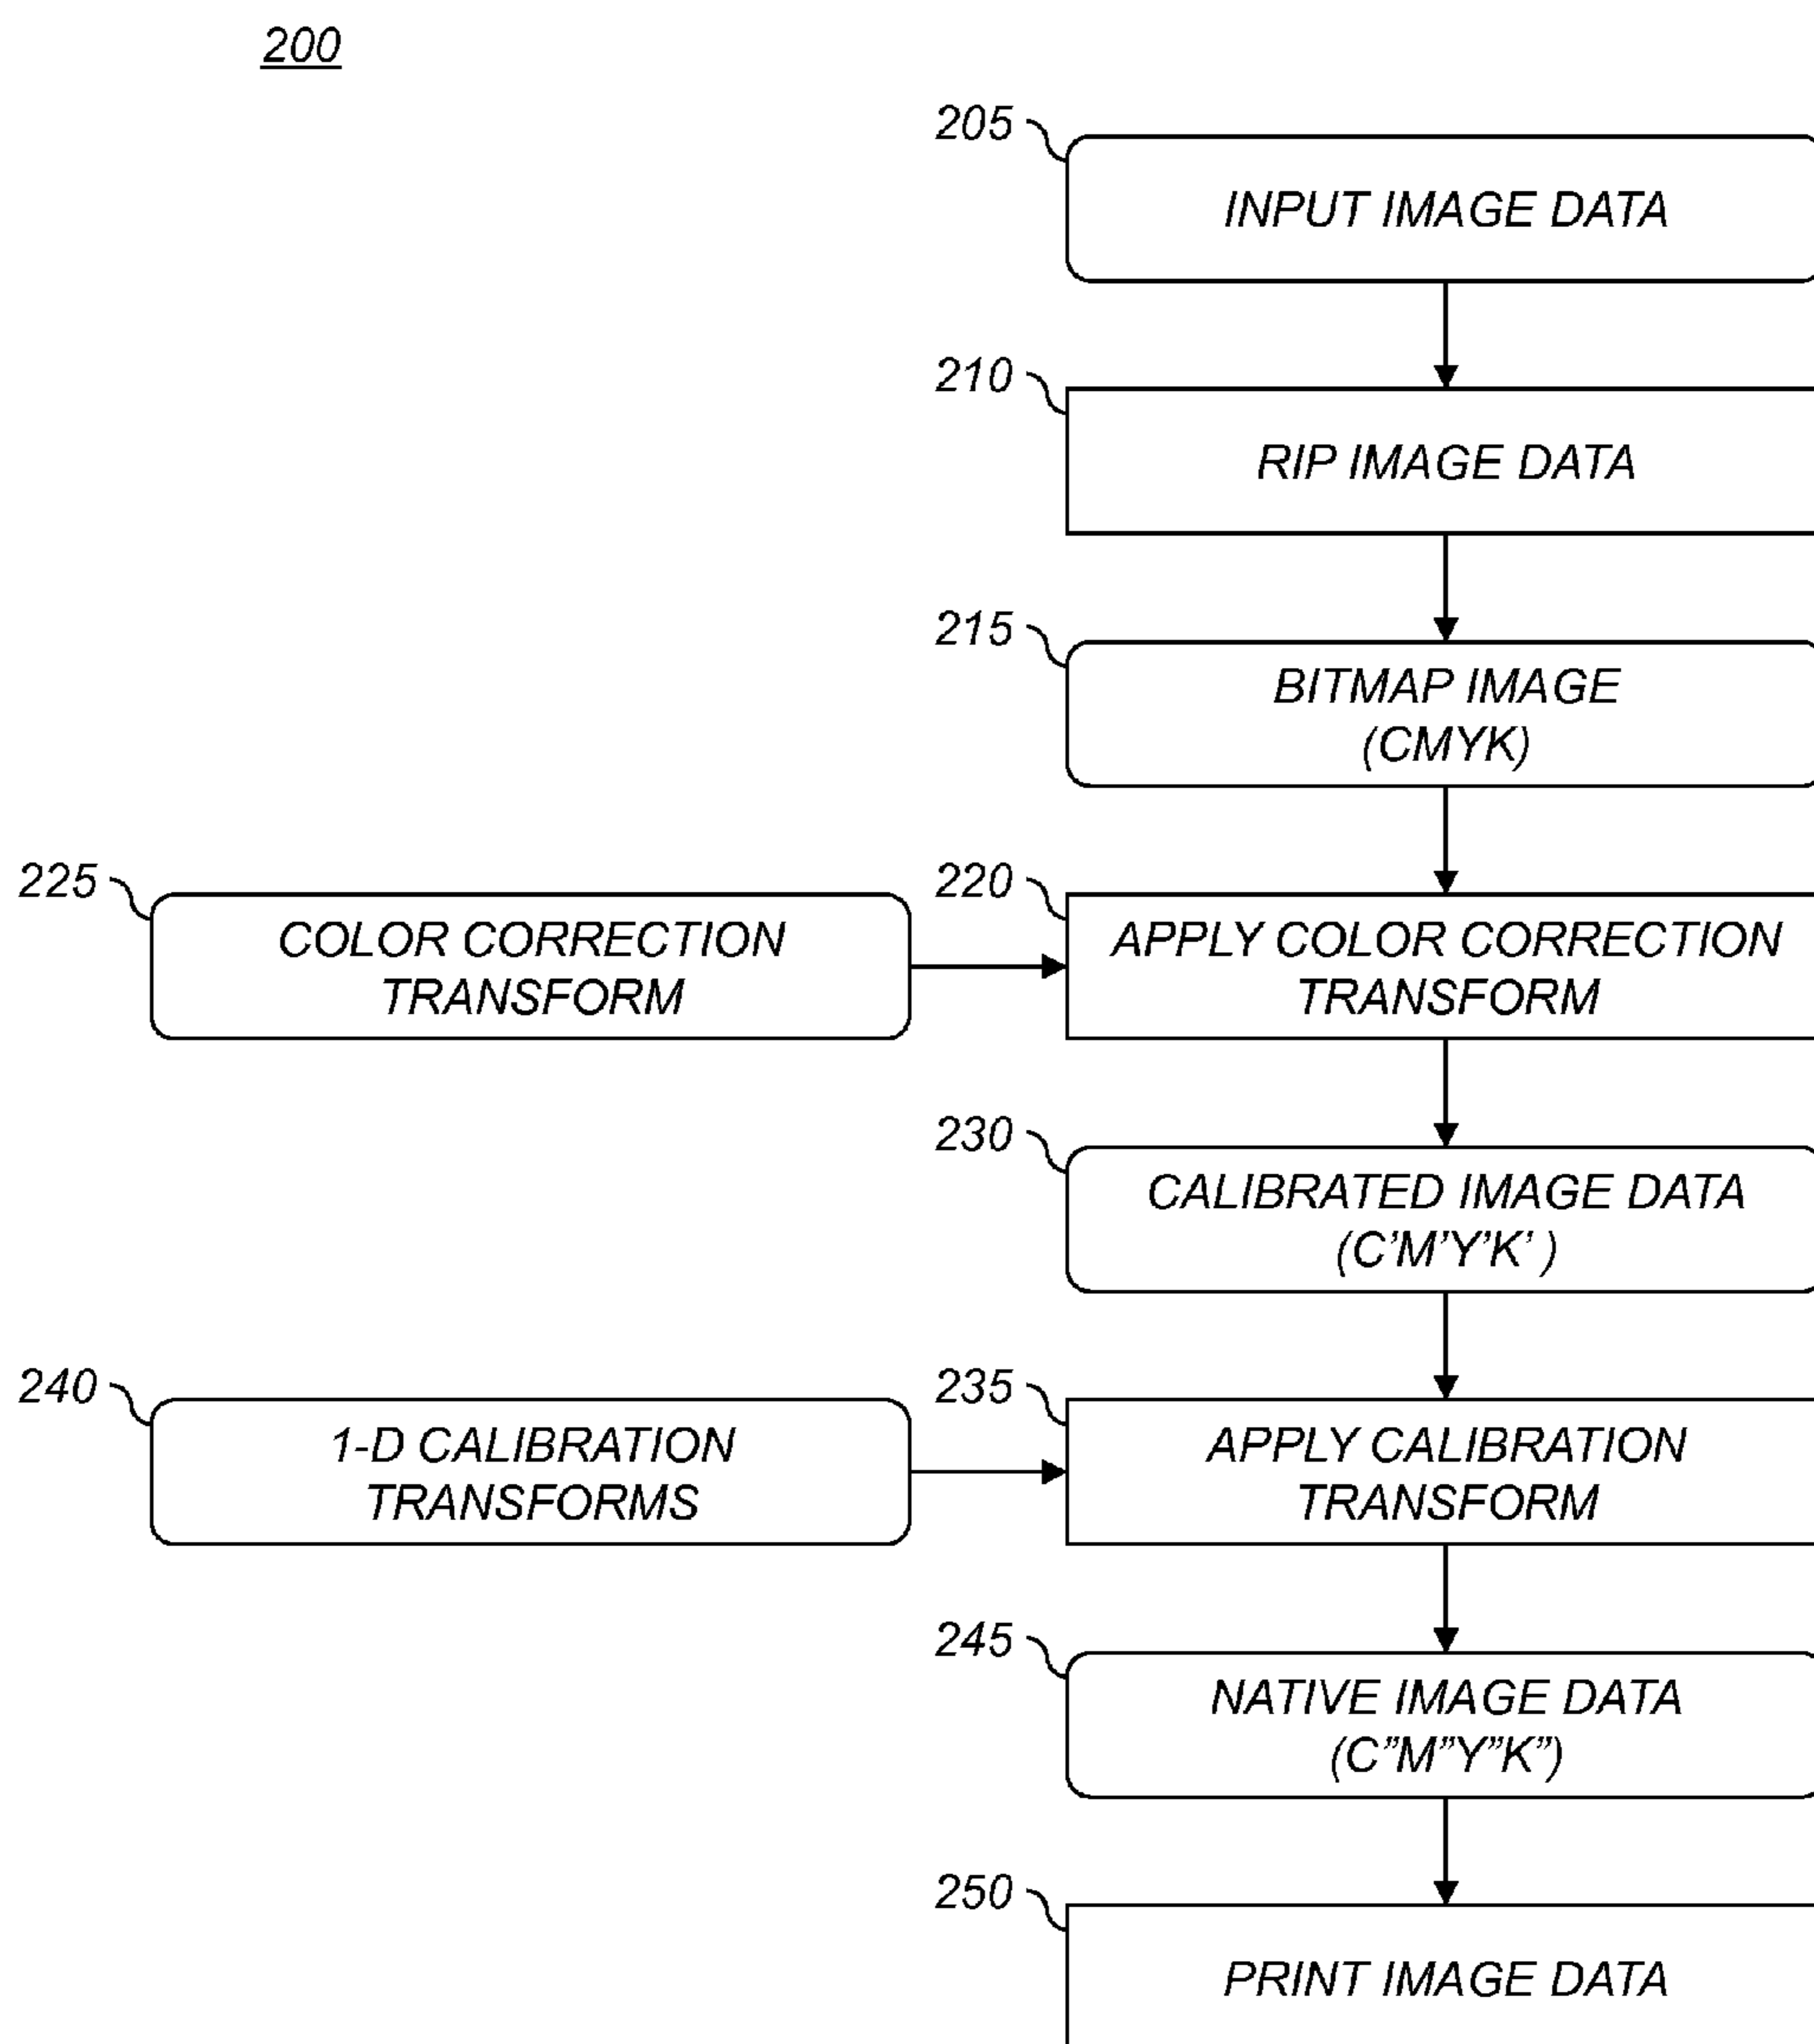 200
205
INPUT IMAGE DATA
210
RIP IMAGE DATA
215
BITMAP IMAGE
(CMYK)
225
COLOR CORRECTION
TRANSFORM
220
APPLY COLOR CORRECTION
TRANSFORM
230
CALIBRATED IMAGE DATA
(C’M’Y’K’ )
240
1-D CALIBRATION
TRANSFORMS
235
APPLY CALIBRATION
TRANSFORM
245
NATIVE IMAGE DATA
(C”M”Y”K”)
250
PRINT IMAGE DATA